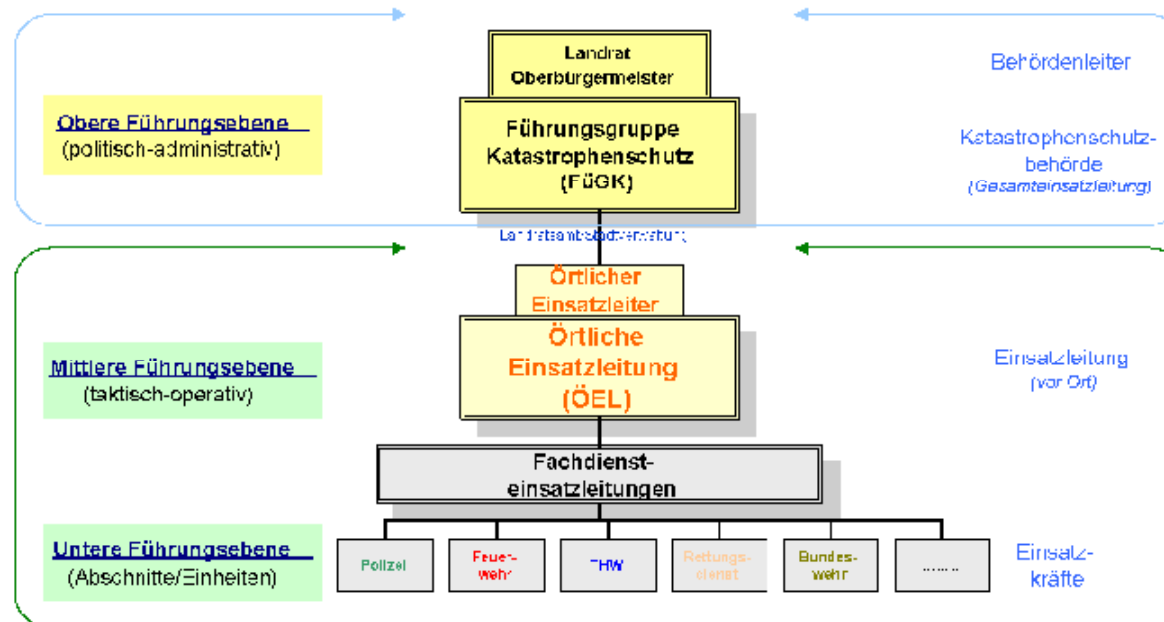 Landrat
Oberbürgermeister
Behördenleiter
Obere Führungsebene
(politisch-administrativ)
Führungsgruppe
Katastrophenschutz
(FüGK)
Katastrophenschutz-
behörde
(Gesamteinsatzleitung)
Landratsamt/Stadtverwaltung
Örtlicher
Einsatzleiter
Örtliche
Einsatzleitung
(ÖEL)
Mittlere Führungsebene
(taktisch-operativ)
Einsatzleitung
(vor Ort)
Fachdienst-
einsatzleitungen
Untere Führungsebene
(Abschnitte/Einheiten)
Polizei
Feuer-
wehr
THW
Rettungs-
dienst
Bundes-
wehr
........
Einsatz-
kräfte